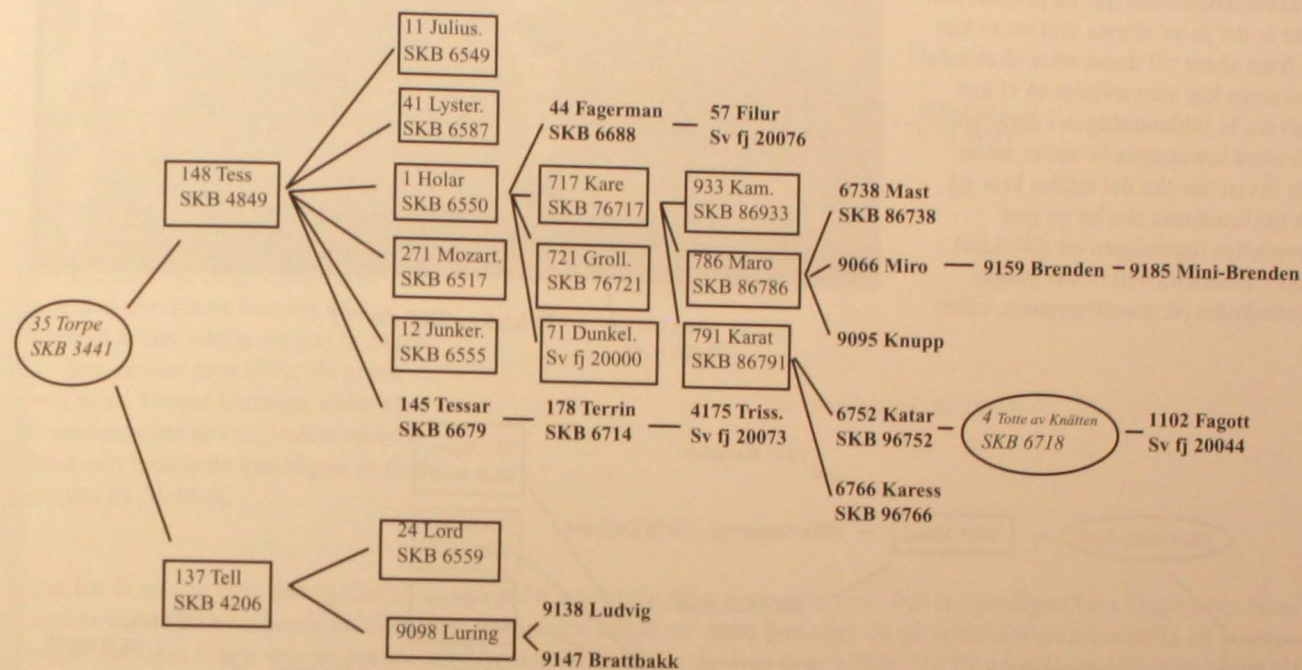 11 Julius.
SKB 6549
41 Lyster.
SKB 6587
44 Fagerman
SKB 6688
57 Filur
Sv fj 20076
148 Tess
SKB 4849
1 Holar
SKB 6550
717 Kare
SKB 76717
933 Kam.
SKB 86933
6738 Mast
SKB 86738
271 Mozart.
SKB 6517
721 Groll.
SKB 76721
786 Maro
SKB 86786
9066 Miro
9159 Brenden
9185 Mini-Brenden
35 Torpe
SKB 3441
12 Junker.
SKB 6555
71 Dunkel.
Sv fj 20000
791 Karat
SKB 86791
9095 Knupp
145 Tessar
SKB 6679
178 Terrin
SKB 6714
4175 Triss.
Sv fj 20073
6752 Katar
SKB 96752
4 Totte av Knätten
SKB 6718
1102 Fagott
Sv fj 20044
6766 Karess
SKB 96766
24 Lord
SKB 6559
137 Tell
SKB 4206
9138 Ludvig
9098 Luring
9147 Brattbakk